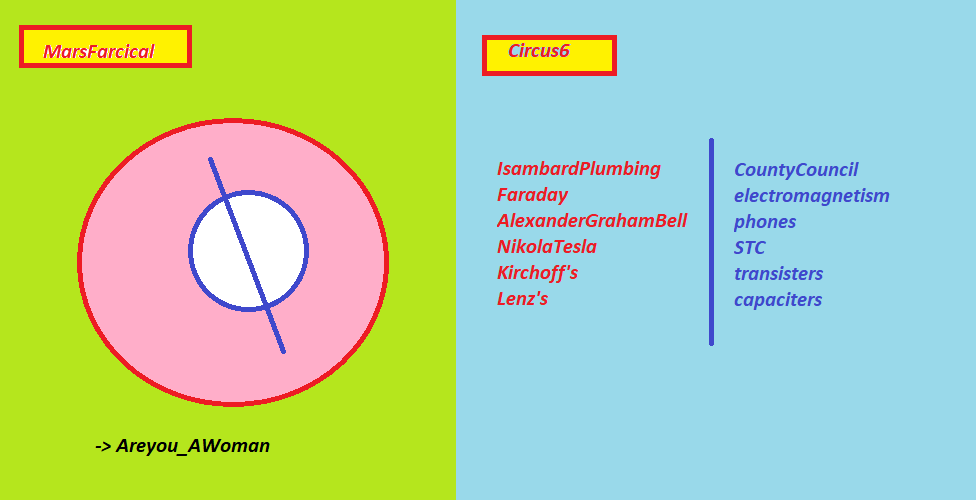 MarsFarcical
-> Areyou_AWoman
Circus6
IsambardPlumbing
Faraday
AlexanderGrahamBell
NikolaTesla
Kirchoff's
Lenz's
CountyCouncil
electromagnetism
phones
STC
transisters
capaciters